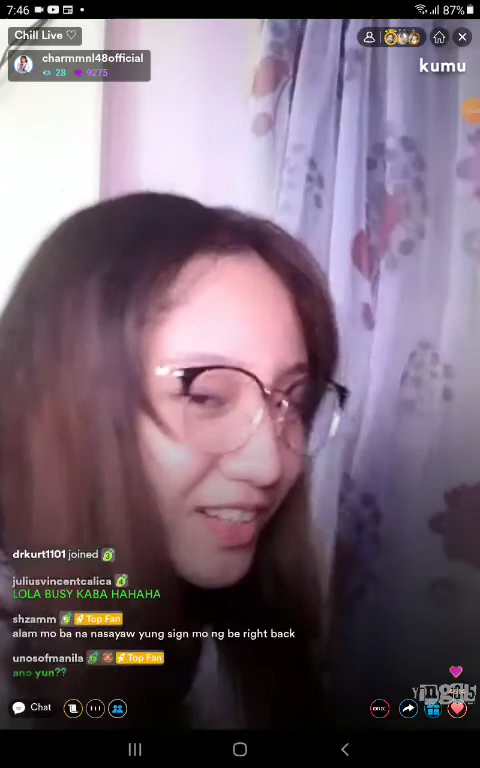 7:46
87%
Chill Live ♡
charmmnl48official
28 9275
kumu
drkurt1101 joined
juliusvincentcalica
LOLA BUSY KABA HAHAHA
shzamm Top Fan
alam mo ba na nasayaw yung sign mo ng be right back
unosofmanila Top Fan
ano yun??
Chat